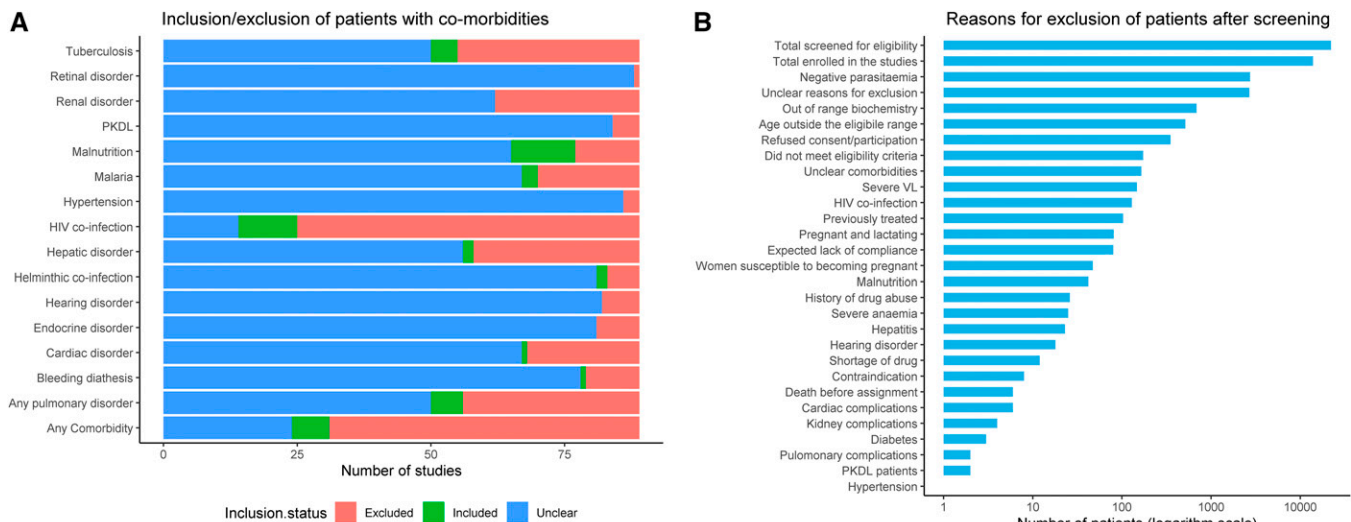 A
Inclusion/exclusion of patients with co-morbidities
Tuberculosis
Retinal disorder
Renal disorder
PKDL
Malnutrition
Malaria
Hypertension
HIV co-infection
Hepatic disorder
Helminthic co-infection
Hearing disorder
Endocrine disorder
Cardiac disorder
Bleeding diathesis
Any pulmonary disorder
Any Comorbidity
0 25 50 75
Number of studies
Inclusion.status Excluded Included Unclear
B
Reasons for exclusion of patients after screening
Total screened for eligibility
Total enrolled in the studies
Negative parasitaemia
Unclear reasons for exclusion
Out of range biochemistry
Age outside the eligibile range
Refused consent/participation
Did not meet eligibility criteria
Unclear comorbidities
Severe VL
HIV co-infection
Previously treated
Pregnant and lactating
Expected lack of compliance
Women susceptible to becoming pregnant
Malnutrition
History of drug abuse
Severe anaemia
Hepatitis
Hearing disorder
Shortage of drug
Contraindication
Death before assignment
Cardiac complications
Kidney complications
Diabetes
Pulomonary complications
PKDL patients
Hypertension
1 10 100 1000 10000
Number of patients (logarithm scale)